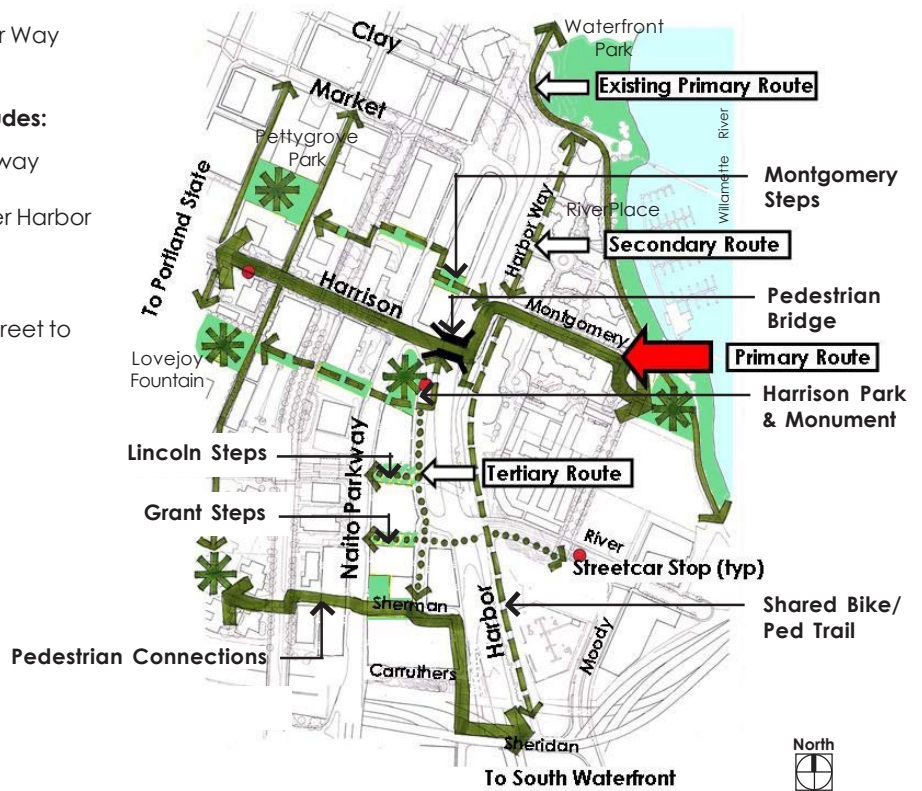 r Way
udes:
way
er Harbor
reet to
Clay
Market
Pettygrove
Park
To Portland State
Harrison
Lovejoy
Fountain
Waterfront
Park
Existing Primary Route
Willamette River
Montgomery
Steps
Harbor Way
RiverPlace
Secondary Route
Montgomery
Pedestrian
Bridge
Primary Route
Harrison Park
& Monument
Lincoln Steps
Naito Parkway
Tertiary Route
Grant Steps
River
Streetcar Stop (typ)
Sherman
Harbor
Moody
Shared Bike/
Ped Trail
Pedestrian Connections
Carruthers
Sheridan
To South Waterfront
North